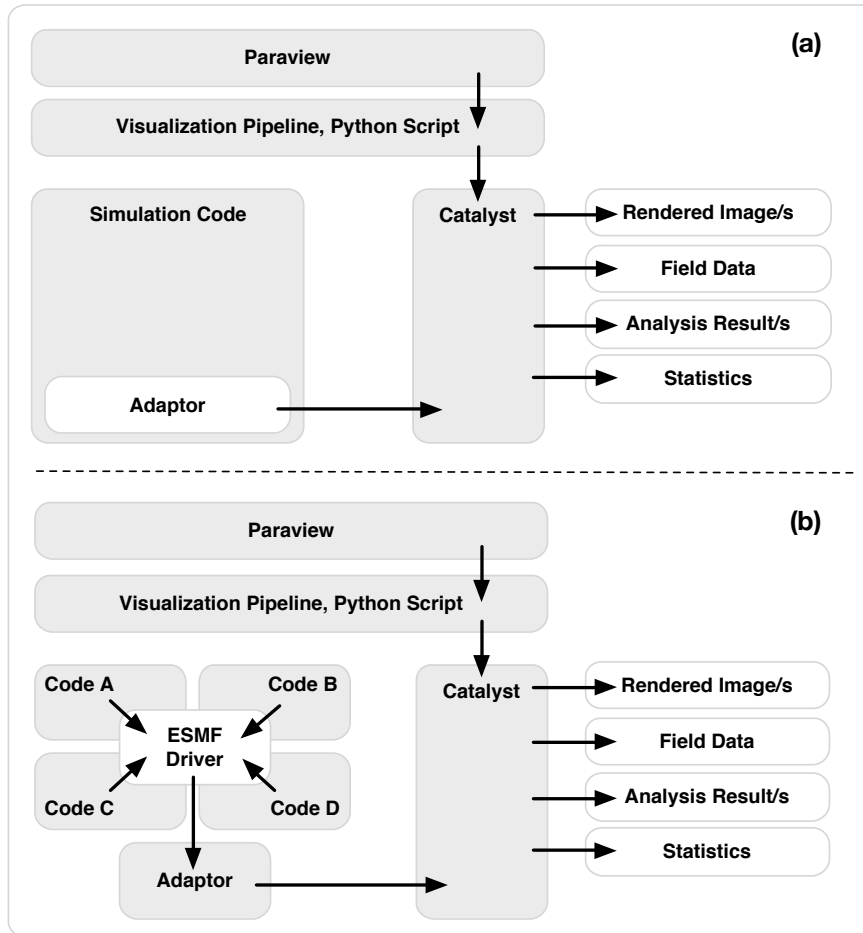 (a)
Paraview
Visualization Pipeline, Python Script
Simulation Code
Adaptor
Catalyst
Rendered Image/s
Field Data
Analysis Result/s
Statistics
(b)
Paraview
Visualization Pipeline, Python Script
Code A
Code B
ESMF
Driver
Code C
Code D
Adaptor
Catalyst
Rendered Image/s
Field Data
Analysis Result/s
Statistics